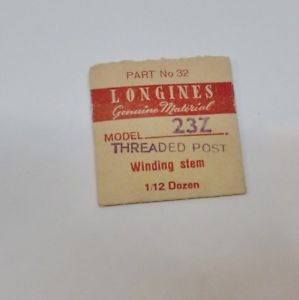 PART No 32
LONGINES
Genuine Material
MODEL 23Z
THREADED POST
Winding stem
1/12 Dozen